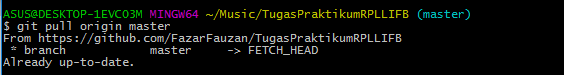 ASUS@DESKTOP-1EVC03M MINGW64 ~/Music/TugasPraktikumRPLLIFB (master)
$ git pull origin master
From https://github.com/FazarFauzan/TugasPraktikumRPLLIFB
 * branch            master     -> FETCH_HEAD
Already up-to-date.